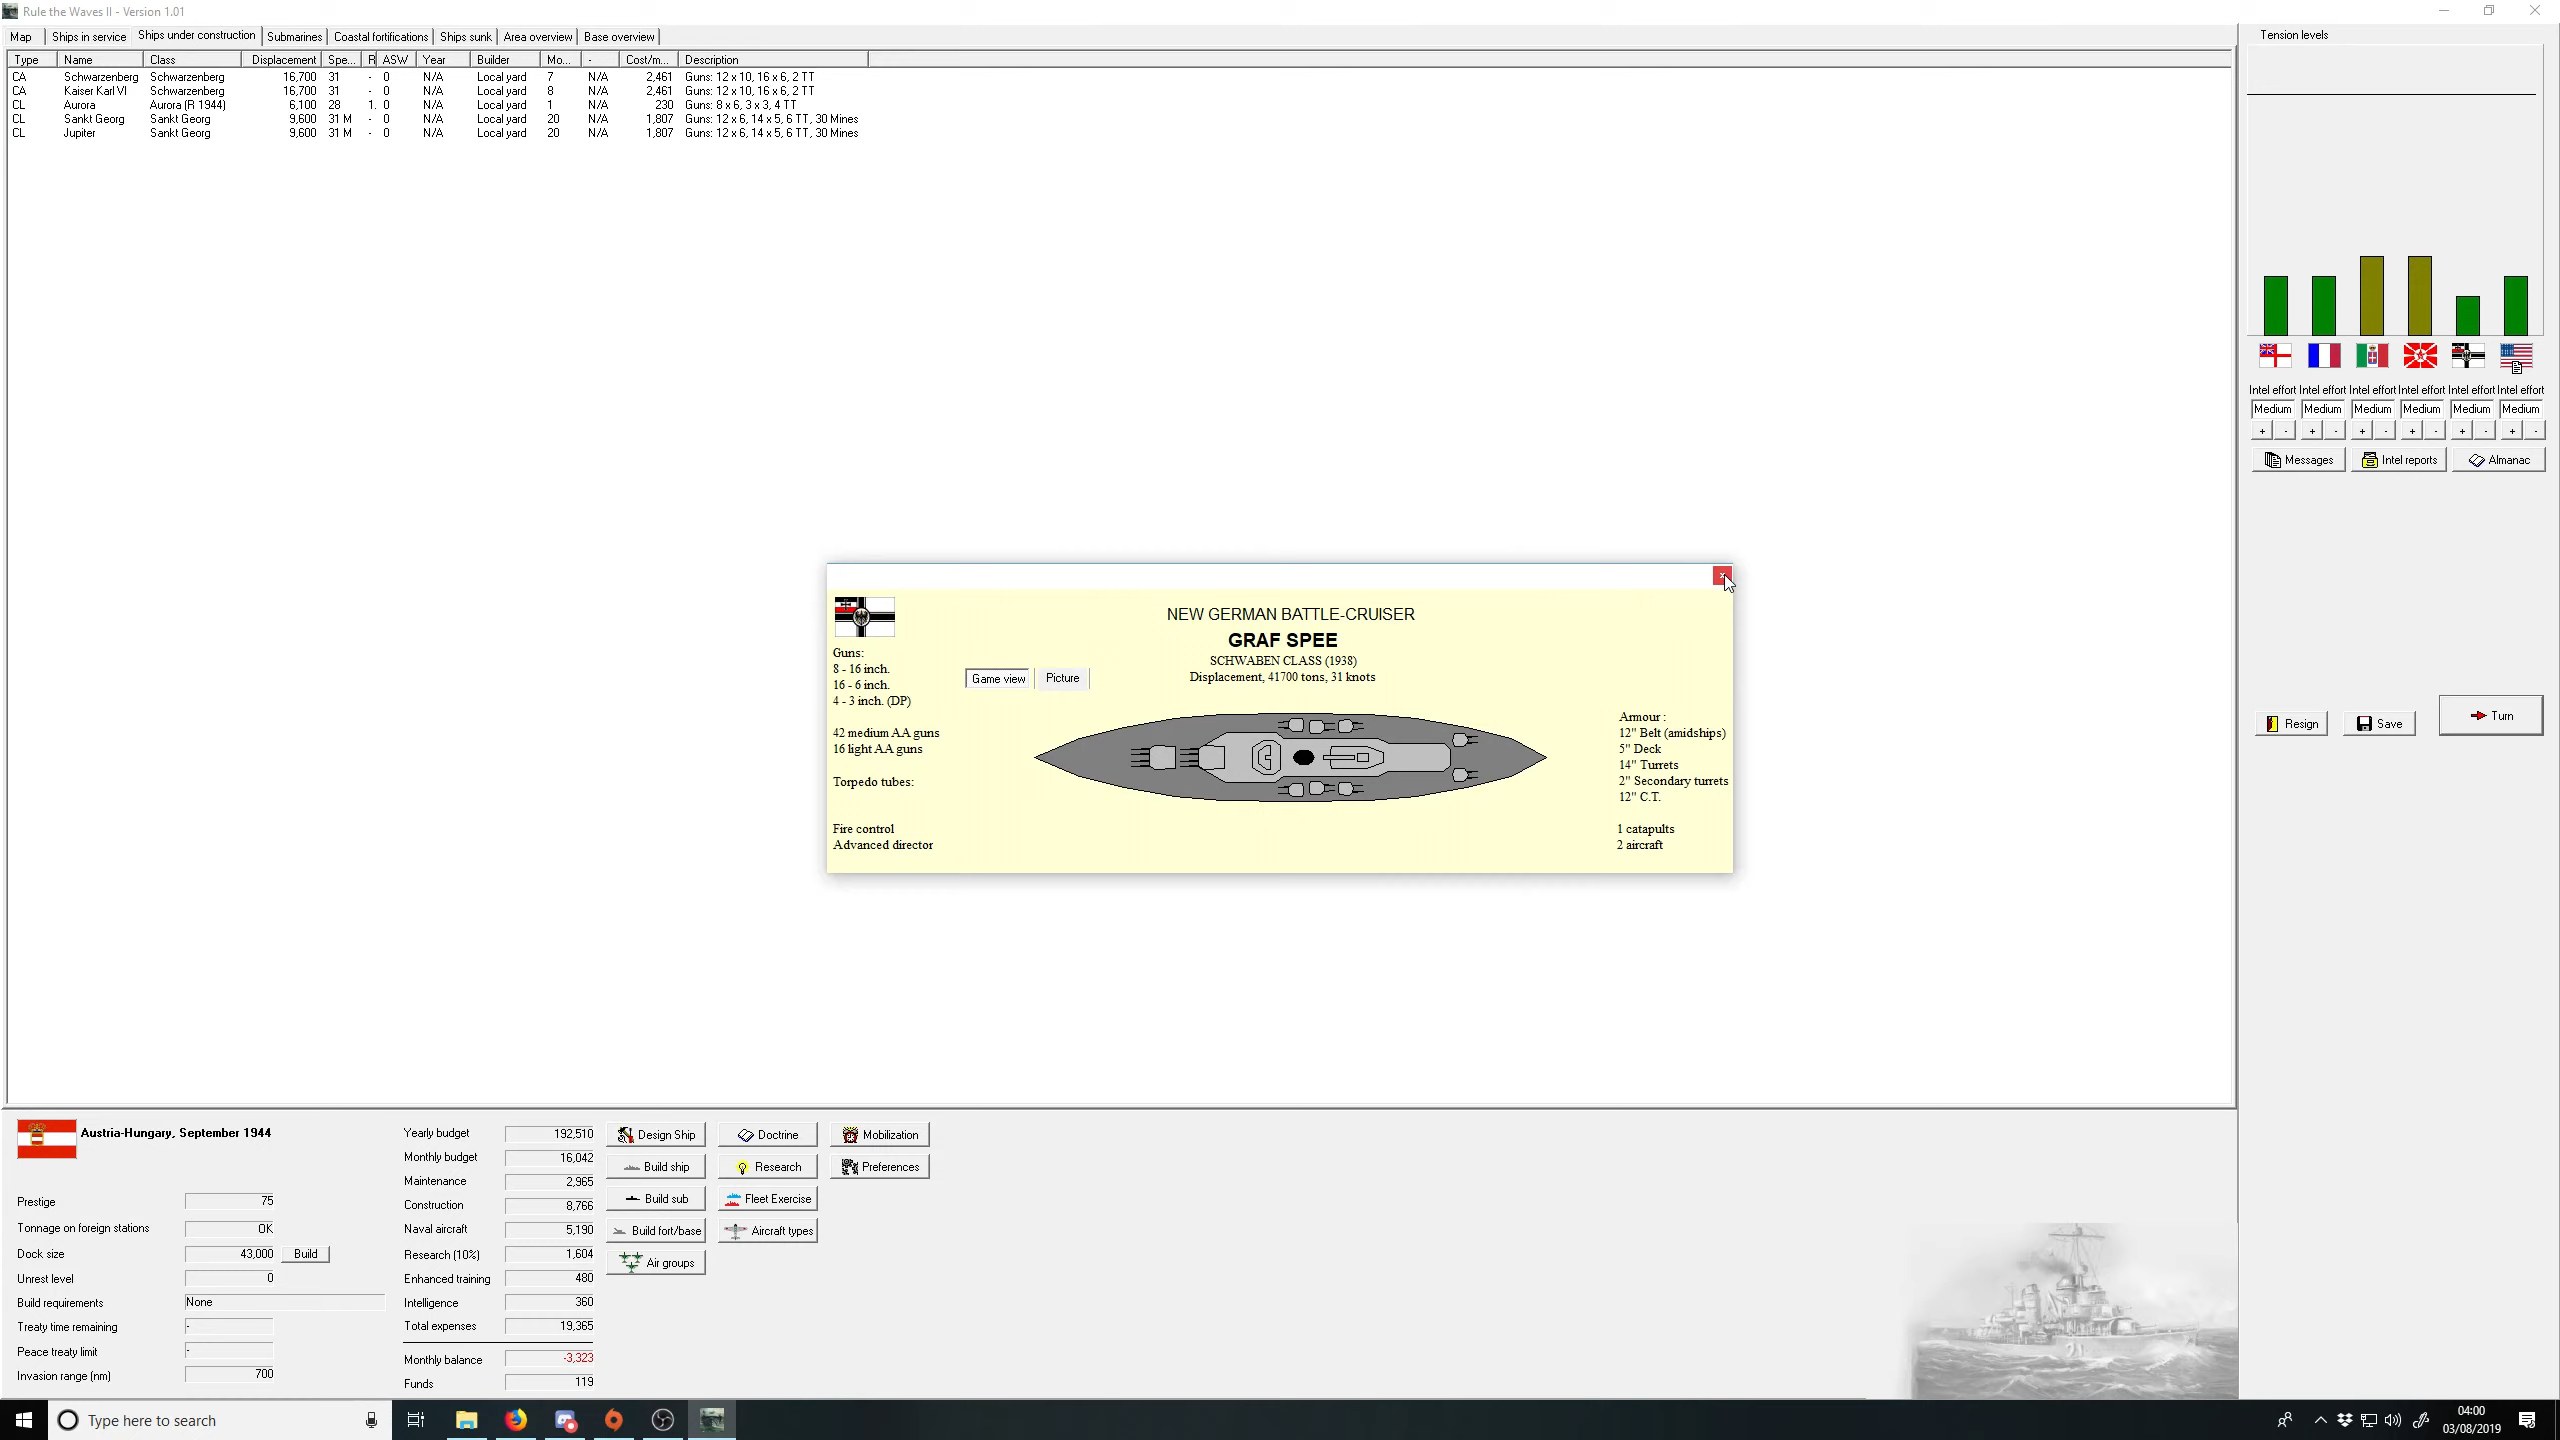 Rule the Waves II - Version 1.01
Map Ships in service Ships under construction Submarines Coastal fortifications Ships sunk Area overview Base overview
Type Name Class Displacement Spe... R ASW Year Builder Mo... - Cost/m... Description
CA Schwarzenberg Schwarzenberg 16,700 31 - 0 N/A Local yard 7 N/A 2,461 Guns: 12 x 10, 16 x 6, 2 TT
CA Kaiser Karl VI Schwarzenberg 16,700 31 - 0 N/A Local yard 8 N/A 2,461 Guns: 12 x 10, 16 x 6, 2 TT
CL Aurora Aurora (R 1944) 6,100 28 1. 0 N/A Local yard 1 N/A 230 Guns: 8 x 6, 3 x 3, 4 TT
CL Sankt Georg Sankt Georg 9,600 31 M - 0 N/A Local yard 20 N/A 1,807 Guns: 12 x 6, 14 x 5, 6 TT, 30 Mines
CL Jupiter Sankt Georg 9,600 31 M - 0 N/A Local yard 20 N/A 1,807 Guns: 12 x 6, 14 x 5, 6 TT, 30 Mines
Tension levels
Intel effort Intel effort Intel effort Intel effort Intel effort Intel effort
Medium Medium Medium Medium Medium Medium
+ - + - + - + - + - + -
Messages Intel reports Almanac
Resign Save Turn
NEW GERMAN BATTLE-CRUISER
GRAF SPEE
SCHWABEN CLASS (1938)
Displacement, 41700 tons, 31 knots
Guns:
8 - 16 inch.
16 - 6 inch.
4 - 3 inch. (DP)
42 medium AA guns
16 light AA guns
Torpedo tubes:
Fire control
Advanced director
Game view Picture
Armour :
12" Belt (amidships)
5" Deck
14" Turrets
2" Secondary turrets
12" C.T.
1 catapults
2 aircraft
Austria-Hungary, September 1944
Prestige 75
Tonnage on foreign stations OK
Dock size 43,000 Build
Unrest level 0
Build requirements None
Treaty time remaining -
Peace treaty limit -
Invasion range (nm) 700
Yearly budget 192,510
Monthly budget 16,042
Maintenance 2,965
Construction 8,766
Naval aircraft 5,190
Research (10%) 1,604
Enhanced training 480
Intelligence 360
Total expenses 19,365
Monthly balance -3,323
Funds 119
Design Ship Doctrine Mobilization
Build ship Research Preferences
Build sub Fleet Exercise
Build fort/base Aircraft types
Air groups
Type here to search
04:00
03/08/2019